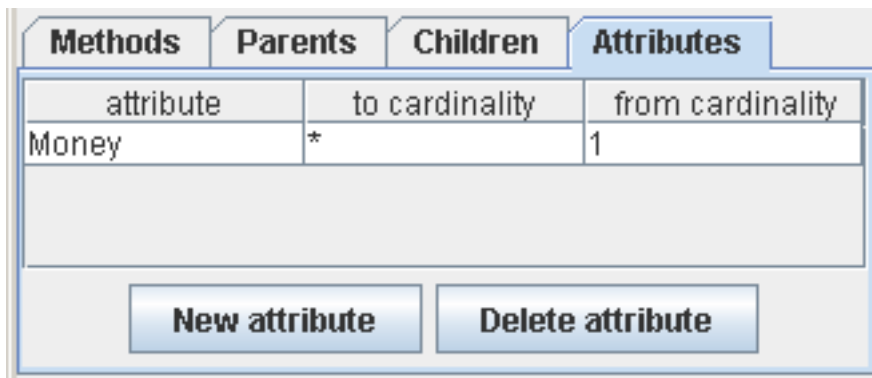 Methods Parents Children Attributes
attribute to cardinality from cardinality
Money * 1
New attribute Delete attribute